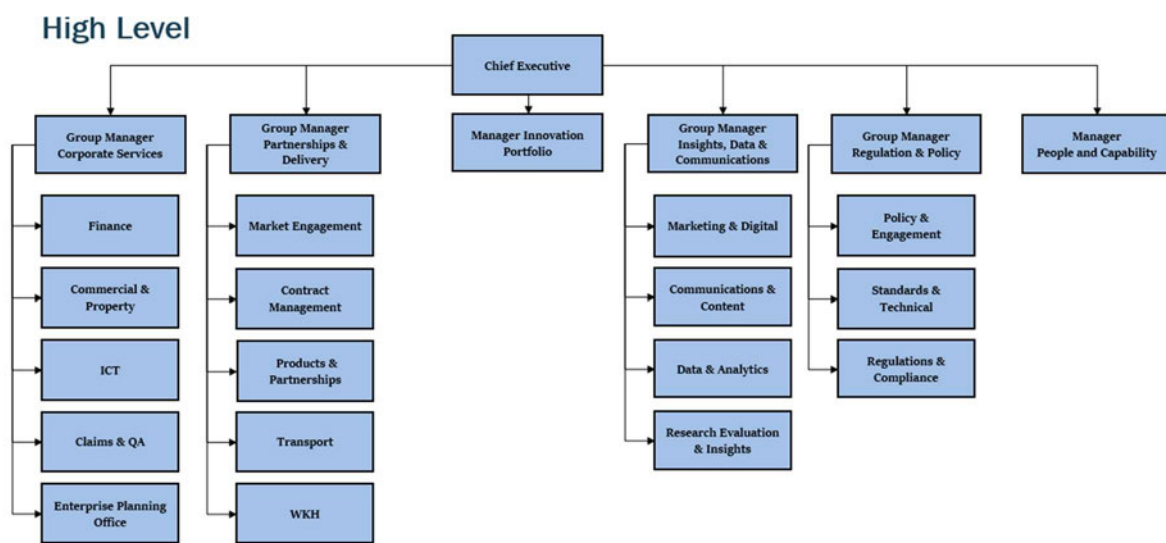 High Level
Chief Executive
Group Manager
Corporate Services
Group Manager
Partnerships &
Delivery
Manager Innovation
Portfolio
Group Manager
Insights, Data &
Communications
Group Manager
Regulation & Policy
Manager
People and Capability
Finance
Commercial &
Property
ICT
Claims & QA
Enterprise Planning
Office
Market Engagement
Contract
Management
Products &
Partnerships
Transport
WKH
Marketing & Digital
Communications &
Content
Data & Analytics
Research Evaluation
& Insights
Policy &
Engagement
Standards &
Technical
Regulations &
Compliance